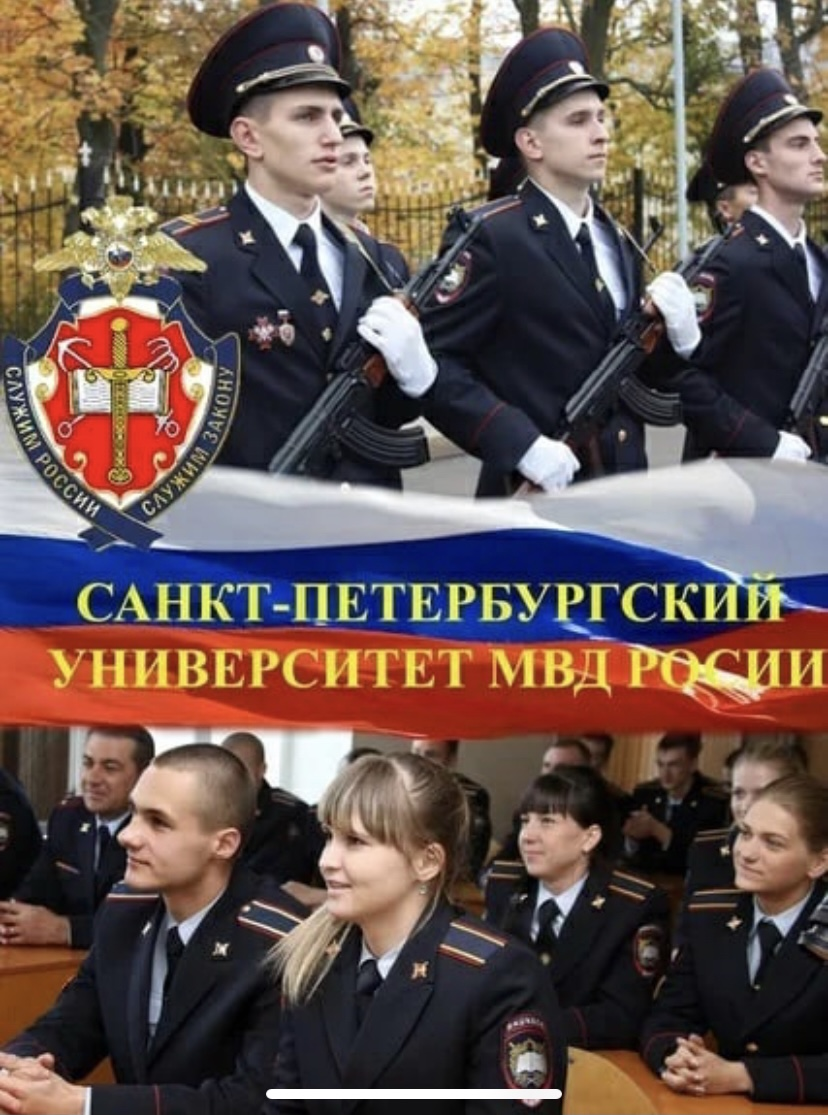 СЛУЖИМ РОССИИ
СЛУЖИМ ЗАКОНУ
САНКТ-ПЕТЕРБУРГСКИЙ
УНИВЕРСИТЕТ МВД РОСИИ